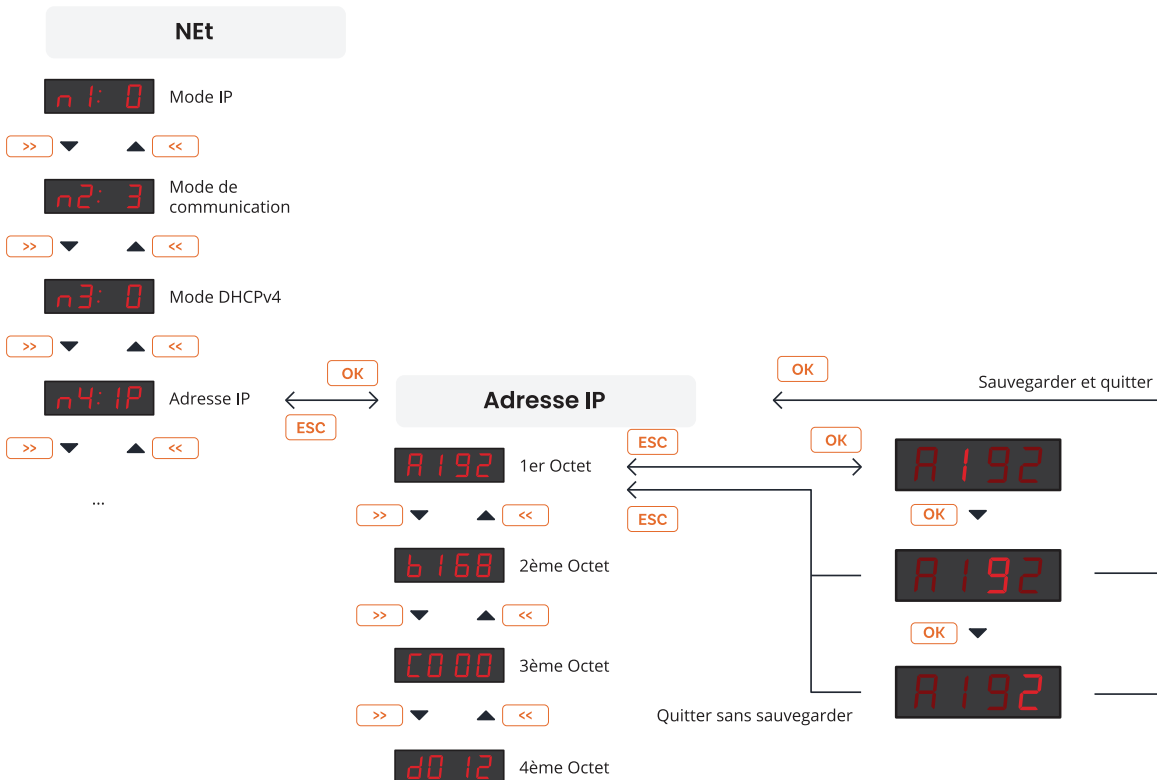 NEt
n1: 0 Mode IP
>> <<
n2: 3 Mode de
communication
>> <<
n3: 0 Mode DHCPv4
>> <<
n4:IP Adresse IP
>> <<
...
OK
ESC
Adresse IP
OK
Sauvegarder et quitter
A192 1er Octet
ESC
OK
ESC
>> <<
b168 2ème Octet
>> <<
C000 3ème Octet
>> <<
d012 4ème Octet
A192
OK
A192
OK
A192
Quitter sans sauvegarder